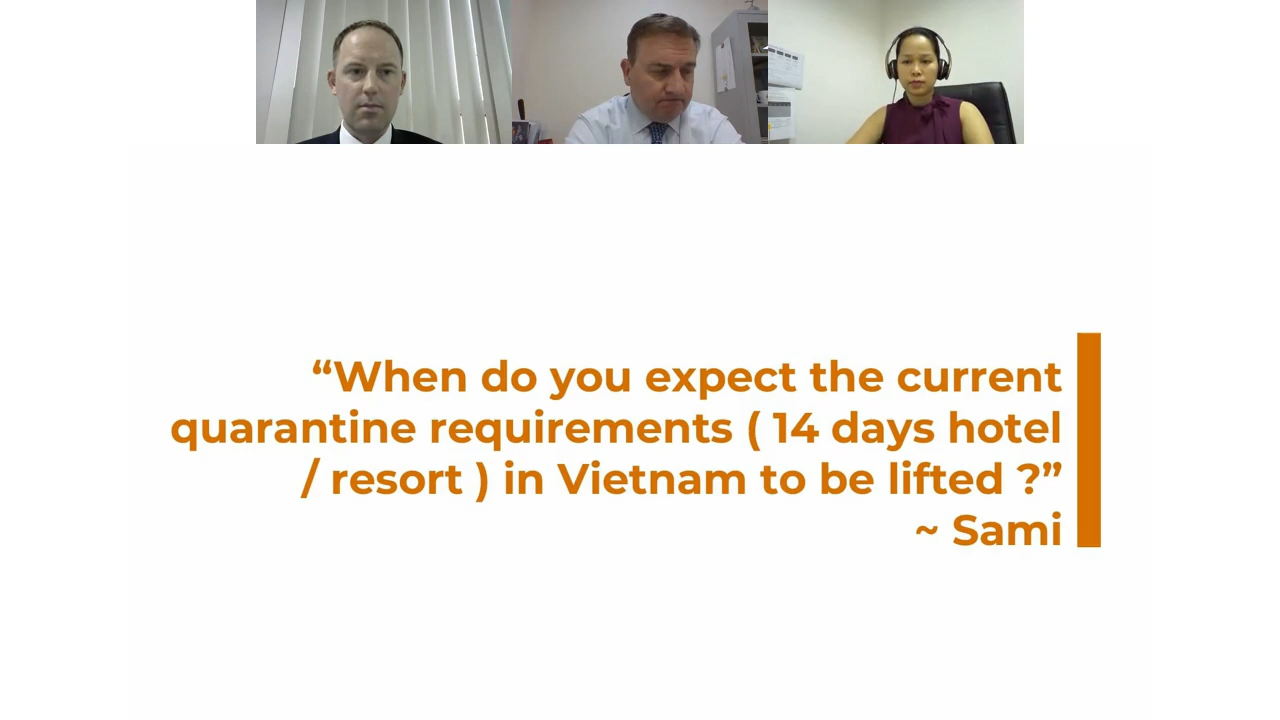 “When do you expect the current
quarantine requirements ( 14 days hotel
/ resort ) in Vietnam to be lifted ?”
~ Sami